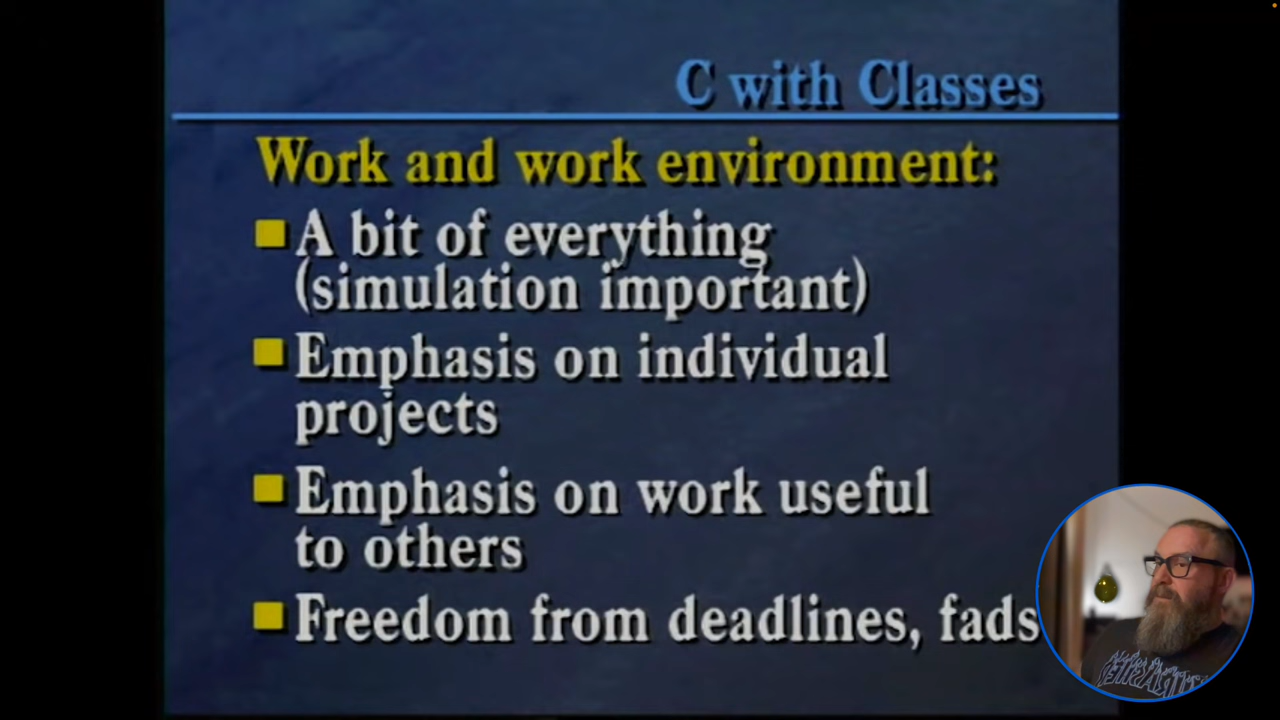 C with Classes
Work and work environment:
A bit of everything
(simulation important)
Emphasis on individual
projects
Emphasis on work useful
to others
Freedom from deadlines, fads